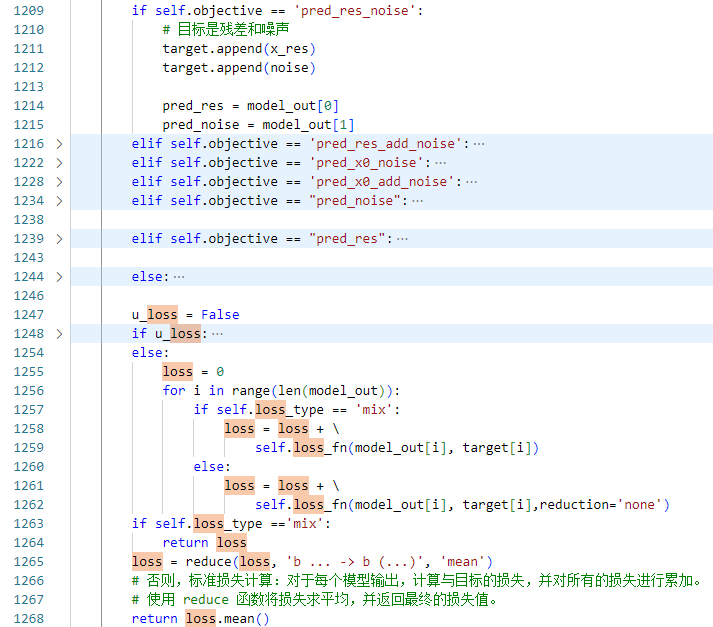 1209 if self.objective == 'pred_res_noise':
1210 # 目标是残差和噪声
1211 target.append(x_res)
1212 target.append(noise)
1213
1214 pred_res = model_out[0]
1215 pred_noise = model_out[1]
1216 > elif self.objective == 'pred_res_add_noise': ···
1222 > elif self.objective == 'pred_x0_noise': ···
1228 > elif self.objective == 'pred_x0_add_noise': ···
1234 > elif self.objective == "pred_noise": ···
1238
1239 > elif self.objective == "pred_res": ···
1243
1244 > else: ···
1246
1247 u_loss = False
1248 > if u_loss: ···
1254 else:
1255 loss = 0
1256 for i in range(len(model_out)):
1257 if self.loss_type == 'mix':
1258 loss = loss + \
1259 self.loss_fn(model_out[i], target[i])
1260 else:
1261 loss = loss + \
1262 self.loss_fn(model_out[i], target[i],reduction='none')
1263 if self.loss_type =='mix':
1264 return loss
1265 loss = reduce(loss, 'b ... -> b (...)', 'mean')
1266 # 否则，标准损失计算：对于每个模型输出，计算与目标的损失，并对所有的损失进行累加。
1267 # 使用 reduce 函数将损失求平均，并返回最终的损失值。
1268 return loss.mean()